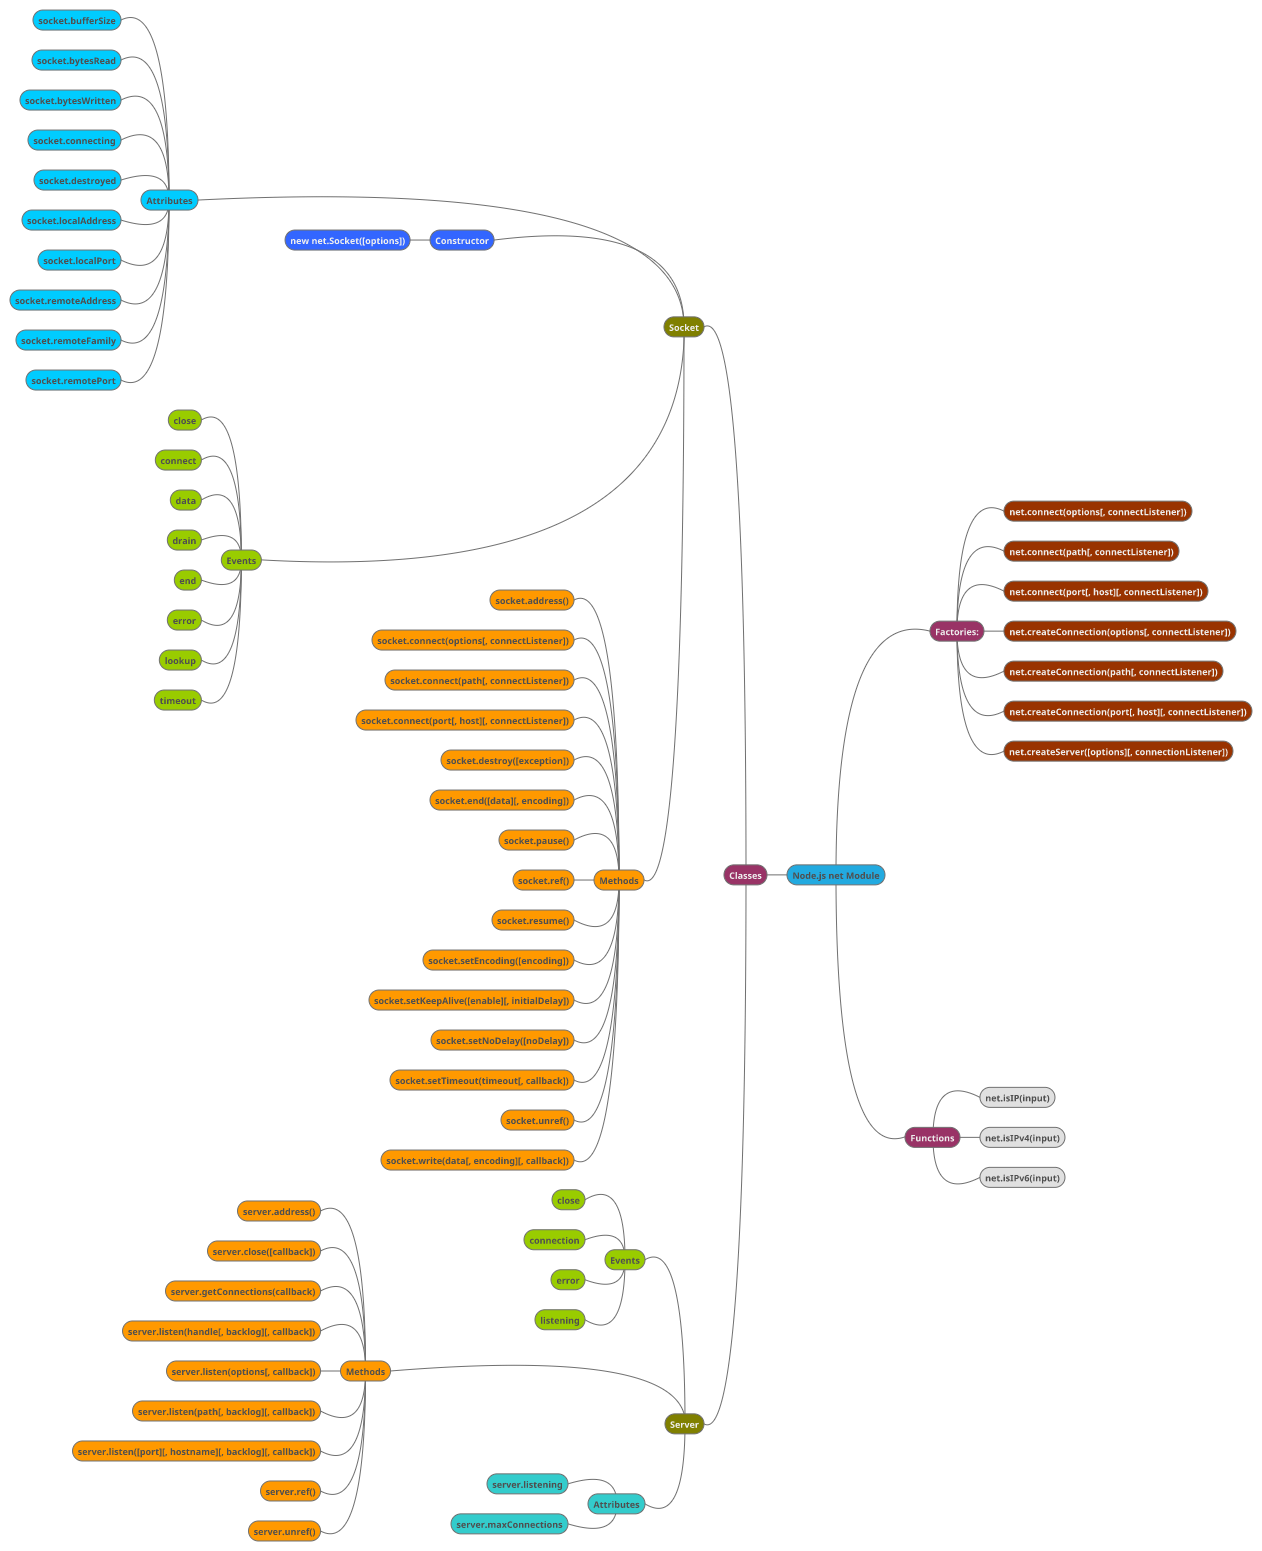 Node.js net Module
Classes
Socket
Attributes
socket.bufferSize
socket.bytesRead
socket.bytesWritten
socket.connecting
socket.destroyed
socket.localAddress
socket.localPort
socket.remoteAddress
socket.remoteFamily
socket.remotePort
Constructor
new net.Socket([options])
Events
close
connect
data
drain
end
error
lookup
timeout
Methods
socket.address()
socket.connect(options[, connectListener])
socket.connect(path[, connectListener])
socket.connect(port[, host][, connectListener])
socket.destroy([exception])
socket.end([data][, encoding])
socket.pause()
socket.ref()
socket.resume()
socket.setEncoding([encoding])
socket.setKeepAlive([enable][, initialDelay])
socket.setNoDelay([noDelay])
socket.setTimeout(timeout[, callback])
socket.unref()
socket.write(data[, encoding][, callback])
Server
Events
close
connection
error
listening
Methods
server.address()
server.close([callback])
server.getConnections(callback)
server.listen(handle[, backlog][, callback])
server.listen(options[, callback])
server.listen(path[, backlog][, callback])
server.listen([port][, hostname][, backlog][, callback])
server.ref()
server.unref()
Attributes
server.listening
server.maxConnections
Factories:
net.connect(options[, connectListener])
net.connect(path[, connectListener])
net.connect(port[, host][, connectListener])
net.createConnection(options[, connectListener])
net.createConnection(path[, connectListener])
net.createConnection(port[, host][, connectListener])
net.createServer([options][, connectionListener])
Functions
net.isIP(input)
net.isIPv4(input)
net.isIPv6(input)